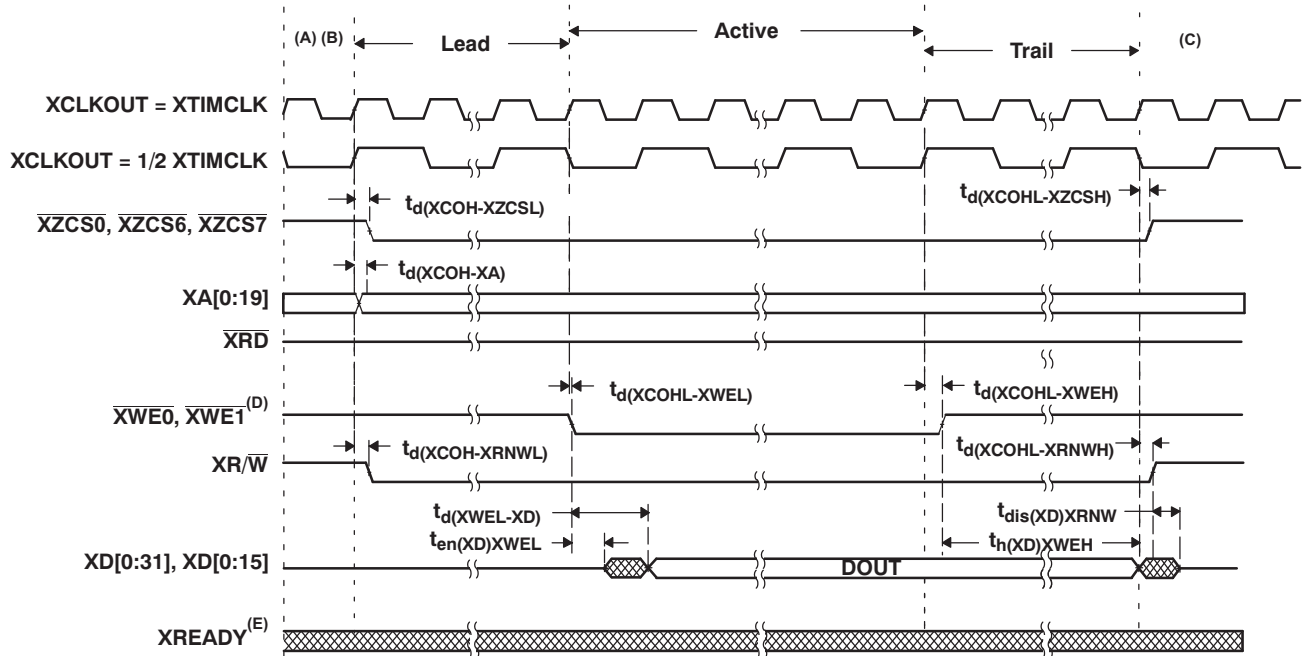 (A) (B)
Lead
Active
Trail
(C)
XCLKOUT = XTIMCLK
XCLKOUT = 1/2 XTIMCLK
td(XCOH-XZCSL)
td(XCOHL-XZCSH)
XZCS0, XZCS6, XZCS7
td(XCOH-XA)
XA[0:19]
XRD
td(XCOHL-XWEL)
td(XCOHL-XWEH)
XWE0, XWE1(D)
td(XCOH-XRNWL)
td(XCOHL-XRNWH)
XR/W
td(XWEL-XD)
tdis(XD)XRNW
ten(XD)XWEL
th(XD)XWEH
XD[0:31], XD[0:15]
DOUT
XREADY(E)